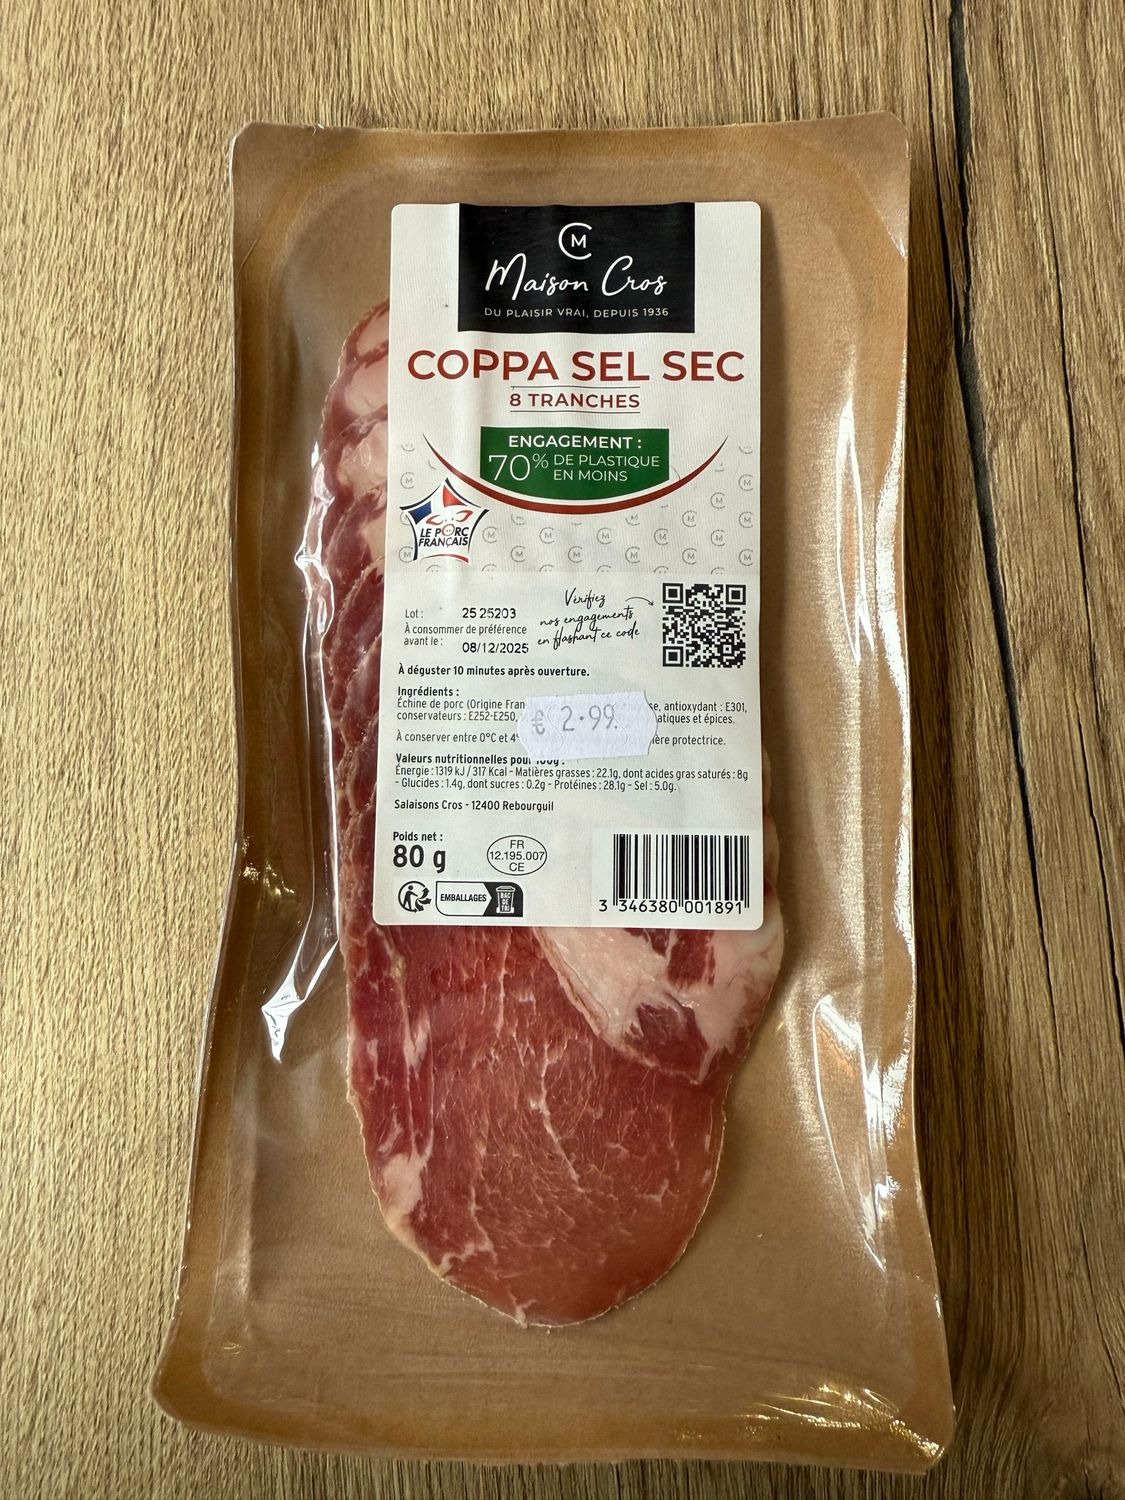 CM
Maison Cros
DU PLAISIR VRAI, DEPUIS 1936
COPPA SEL SEC
8 TRANCHES
ENGAGEMENT :
70% DE PLASTIQUE
EN MOINS
LE PORC
FRANÇAIS
Lot : 25 25203
À consommer de préférence
avant le : 08/12/2025
Vérifiez
nos engagements
en flashant ce code
À déguster 10 minutes après ouverture.
Ingrédients :
Échine de porc (Origine antioxydant : E301,
conservateurs : E252-E250, et épices.
À conserver entre 0°C et protectrice.
€ 2.99
Valeurs nutritionnelles pour 100g :
Énergie : 1319 kJ / 317 Kcal - Matières grasses : 22.1g, dont acides gras saturés : 8g
- Glucides : 1.4g, dont sucres : 0.2g - Protéines : 28.1g - Sel : 5.0g.
Salaisons Cros - 12400 Rebourguil
Poids net :
80 g
FR
12.195.007
CE
EMBALLAGES
BAC
DE
TRI
3 346380 001891